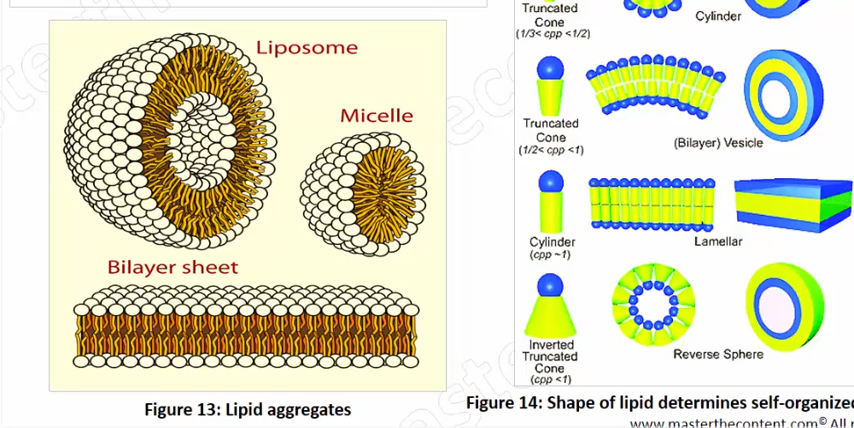 Liposome
Micelle
Bilayer sheet
Figure 13: Lipid aggregates
Truncated
Cone
(1/3< cpp <1/2)
Cylinder
Truncated
Cone
(1/2< cpp <1)
(Bilayer) Vesicle
Cylinder
(cpp ~1)
Lamellar
Inverted
Truncated
Cone
(cpp <1)
Reverse Sphere
Figure 14: Shape of lipid determines self-organized
www.masterthecontent.com© All